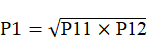 P1 = √P11 × P12